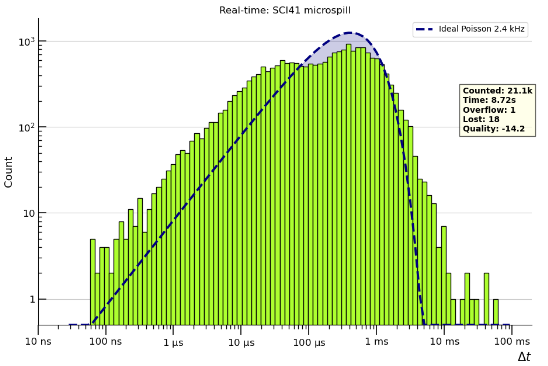 Real-time: SCI41 microspill
Ideal Poisson 2.4 kHz
Counted: 21.1k
Time: 8.72s
Overflow: 1
Lost: 18
Quality: -14.2
Count
10³
10²
10
1
10 ns 100 ns 1 µs 10 µs 100 µs 1 ms 10 ms 100 ms
Δt